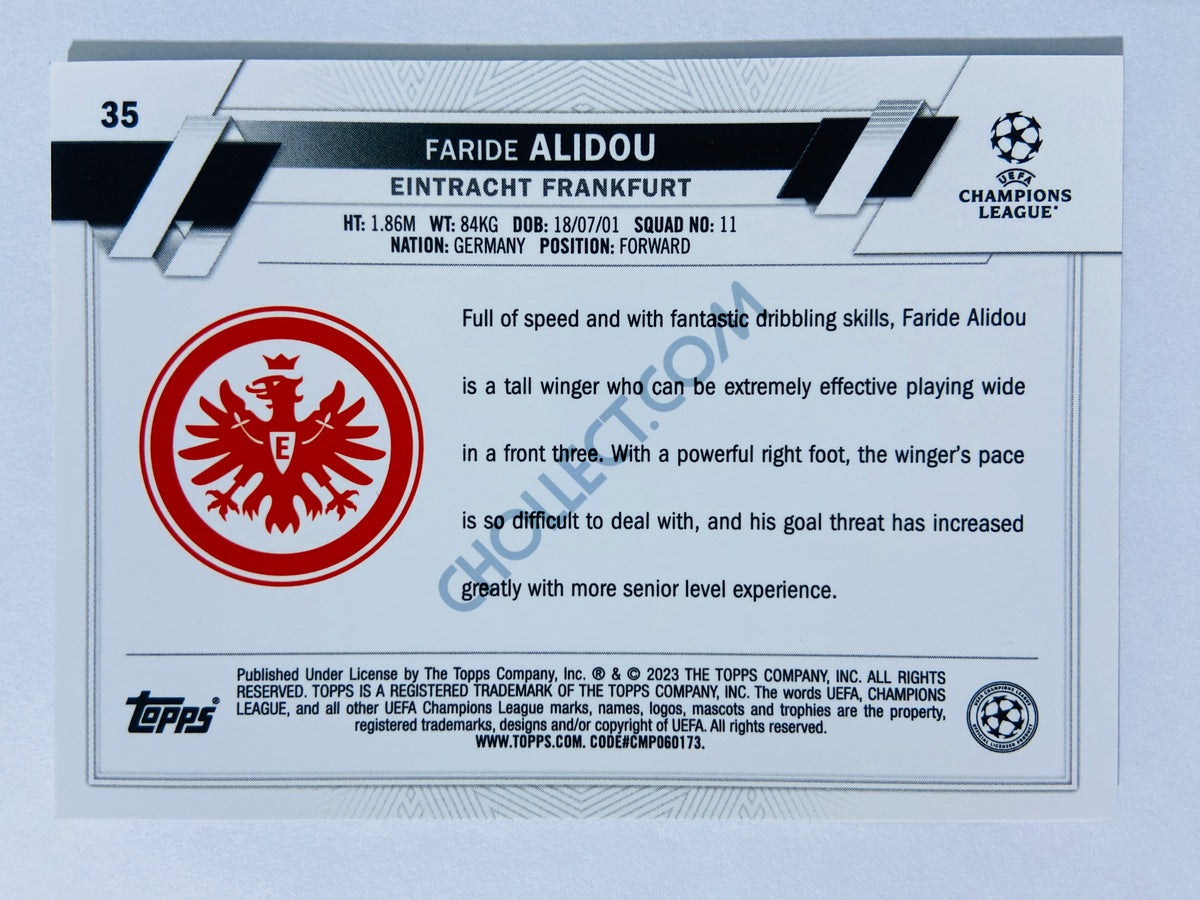 35
FARIDE ALIDOU
EINTRACHT FRANKFURT
HT: 1.86M WT: 84KG DOB: 18/07/01 SQUAD NO: 11
NATION: GERMANY POSITION: FORWARD
UEFA
CHAMPIONS
LEAGUE®
E
Full of speed and with fantastic dribbling skills, Faride Alidou
is a tall winger who can be extremely effective playing wide
in a front three. With a powerful right foot, the winger's pace
is so difficult to deal with, and his goal threat has increased
greatly with more senior level experience.
CHOLLECT.COM
Published Under License by The Topps Company, Inc. ® & © 2023 THE TOPPS COMPANY, INC. ALL RIGHTS
RESERVED. TOPPS IS A REGISTERED TRADEMARK OF THE TOPPS COMPANY, INC. The words UEFA, CHAMPIONS
LEAGUE, and all other UEFA Champions League marks, names, logos, mascots and trophies are the property,
registered trademarks, designs and/or copyright of UEFA. All rights reserved.
WWW.TOPPS.COM. CODE#CMP060173.
topps®
UEFA CHAMPIONS LEAGUE
OFFICIAL LICENSED PRODUCT